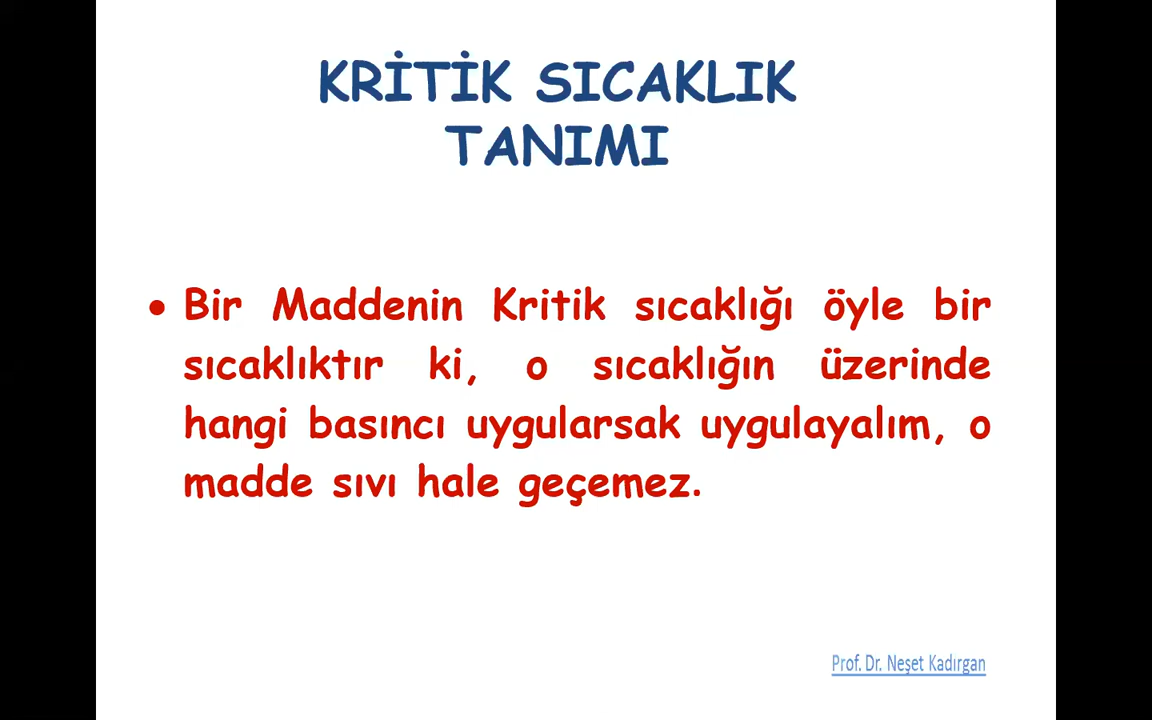 KRİTİK SICAKLIK
TANIMI
• Bir Maddenin Kritik sıcaklığı öyle bir
sıcaklıktır ki, o sıcaklığın üzerinde
hangi basıncı uygularsak uygulayalım, o
madde sıvı hale geçemez.
Prof. Dr. Neşet Kadırgan